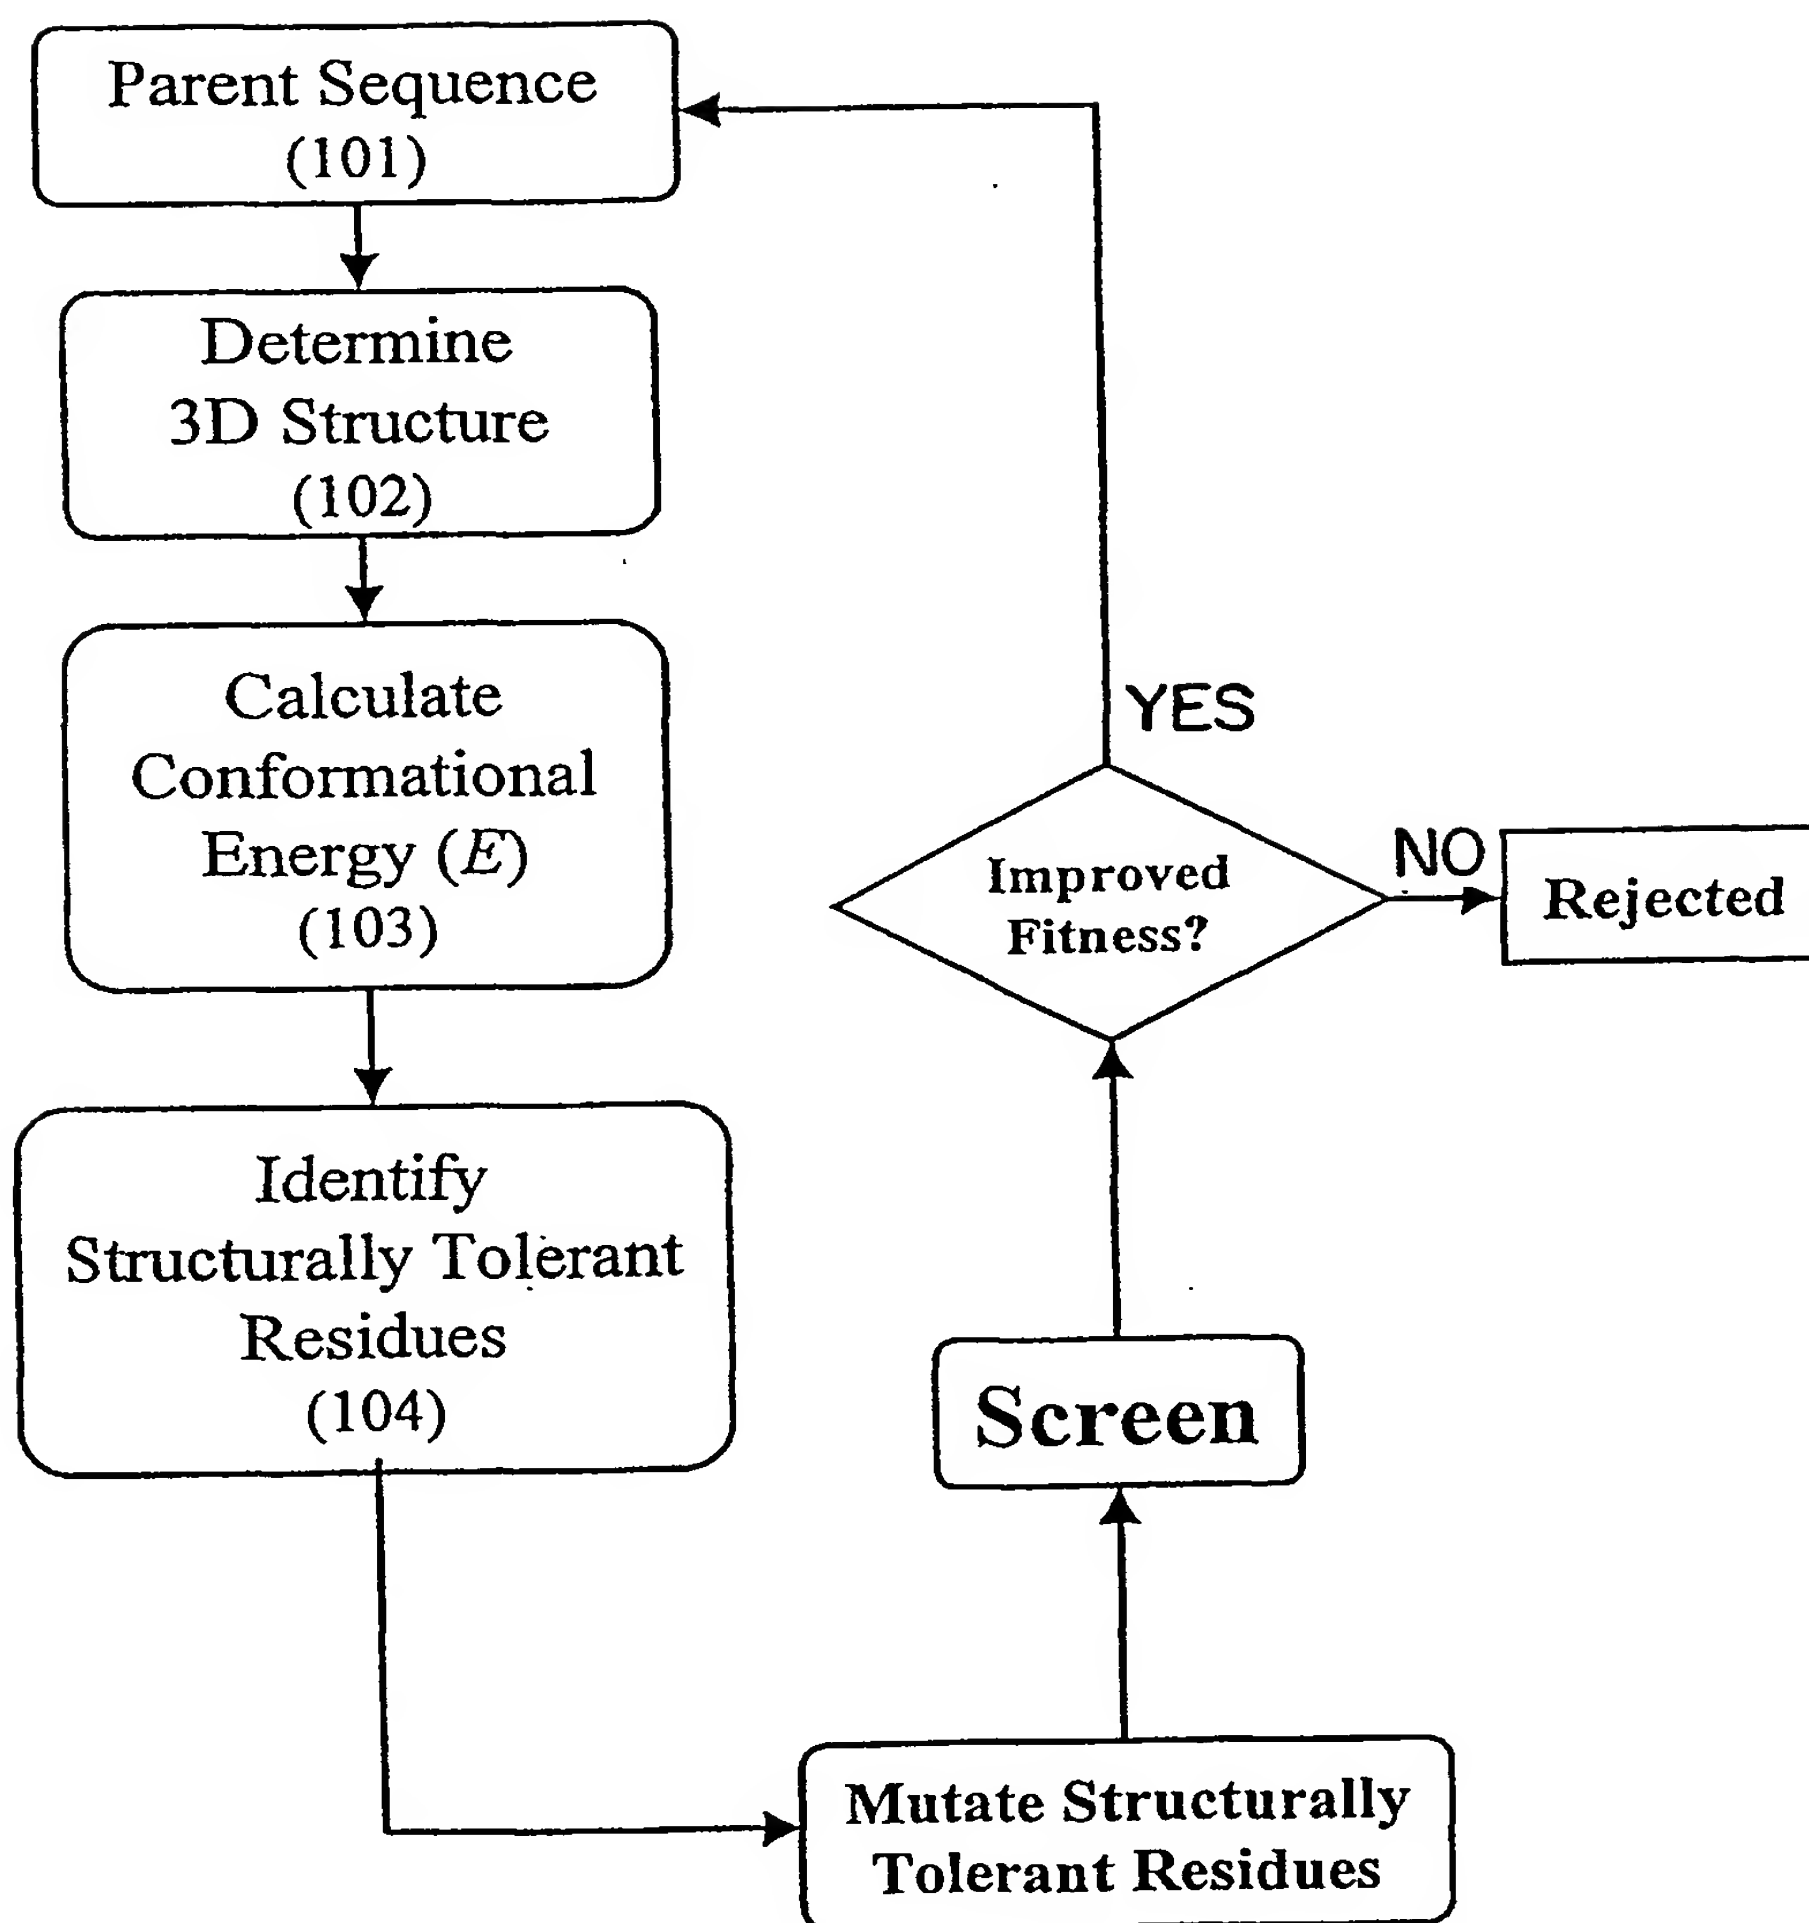 Parent Sequence
(101)
Determine
3D Structure
(102)
Calculate
Conformational
Energy (E)
(103)
Identify
Structurally Tolerant
Residues
(104)
Mutate Structurally
Tolerant Residues
Screen
Improved
Fitness?
YES
NO
Rejected